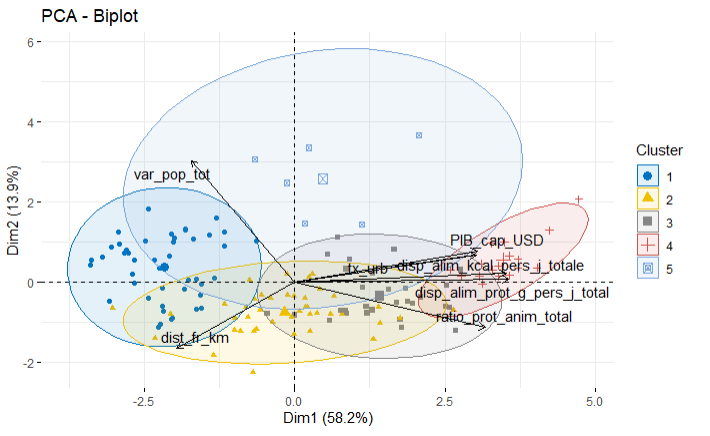 PCA - Biplot
6
4
2
0
-2
Dim2 (13.9%)
var_pop_tot
PIB_cap_USD
tx_urb
disp_alim_kcal_pers_j_totale
disp_alim_prot_g_pers_j_total
ratio_prot_anim_total
dist_fr_km
-2.5
0.0
2.5
5.0
Dim1 (58.2%)
Cluster
1
2
3
4
5